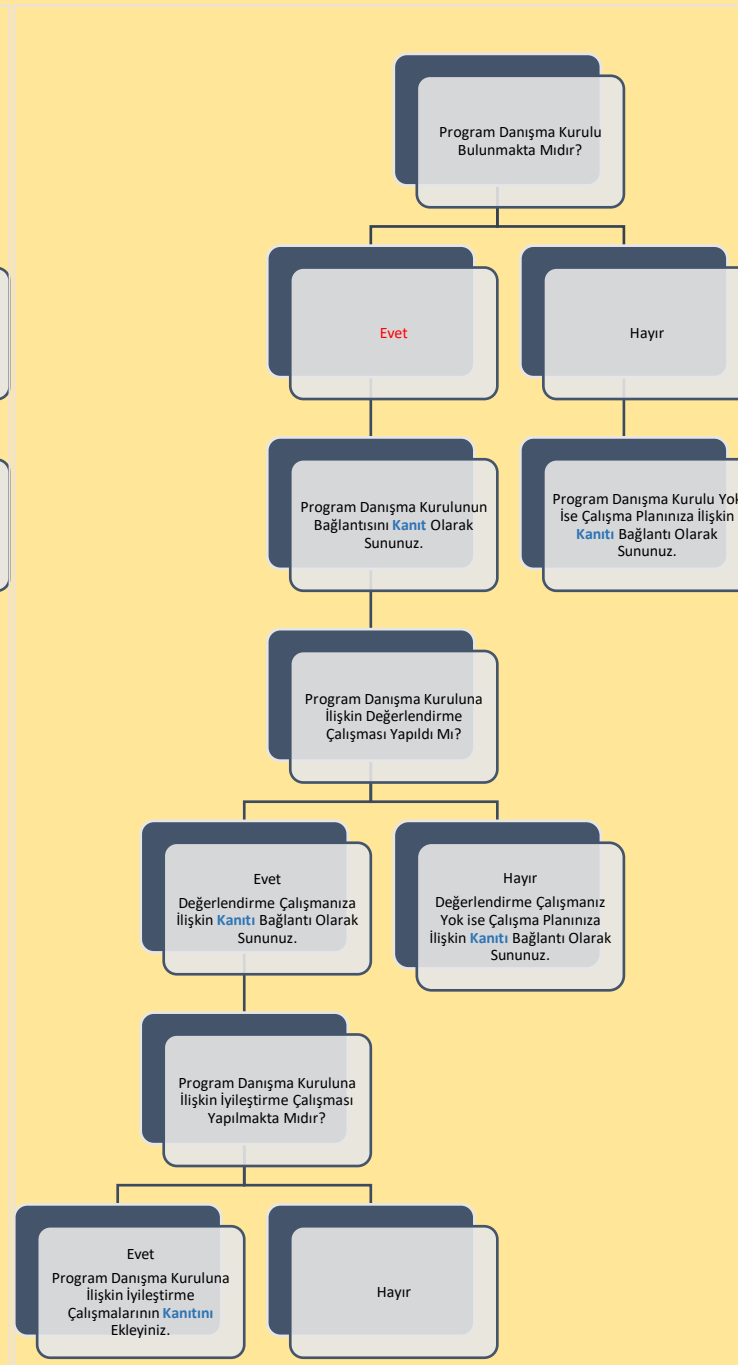 Program Danışma Kurulu
Bulunmakta Mıdır?
Evet
Hayır
Program Danışma Kurulunun
Bağlantısını Kanıt Olarak
Sununuz.
Program Danışma Kurulu Yok
İse Çalışma Planınıza İlişkin
Kanıtı Bağlantı Olarak
Sununuz.
Program Danışma Kuruluna
İlişkin Değerlendirme
Çalışması Yapıldı Mı?
Evet
Değerlendirme Çalışmanıza
İlişkin Kanıtı Bağlantı Olarak
Sununuz.
Hayır
Değerlendirme Çalışmanız
Yok ise Çalışma Planınıza
İlişkin Kanıtı Bağlantı Olarak
Sununuz.
Program Danışma Kuruluna
İlişkin İyileştirme Çalışması
Yapılmakta Mıdır?
Evet
Program Danışma Kuruluna
İlişkin İyileştirme
Çalışmalarının Kanıtını
Ekleyiniz.
Hayır